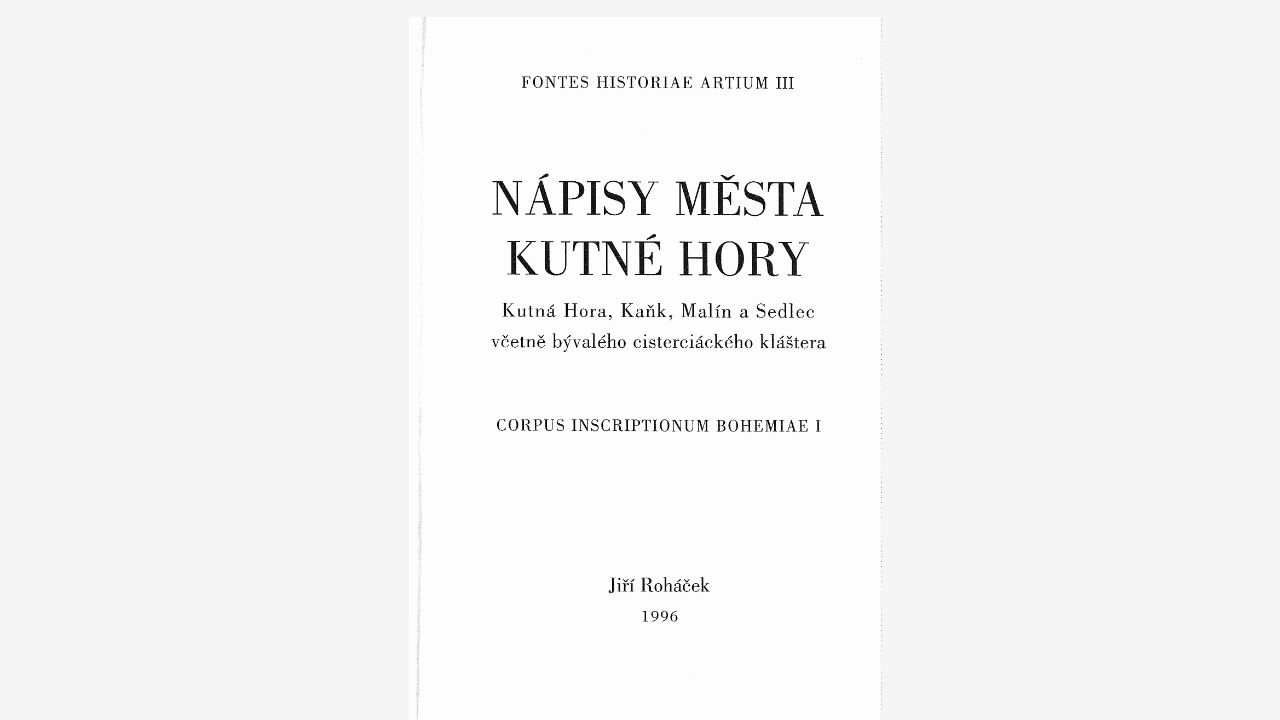 FONTES HISTORIAE ARTIUM III
NÁPISY MĚSTA
KUTNÉ HORY
Kutná Hora, Kaňk, Malín a Sedlec
včetně bývalého cisterciáckého kláštera
CORPUS INSCRIPTIONUM BOHEMIAE I
Jiří Roháček
1996